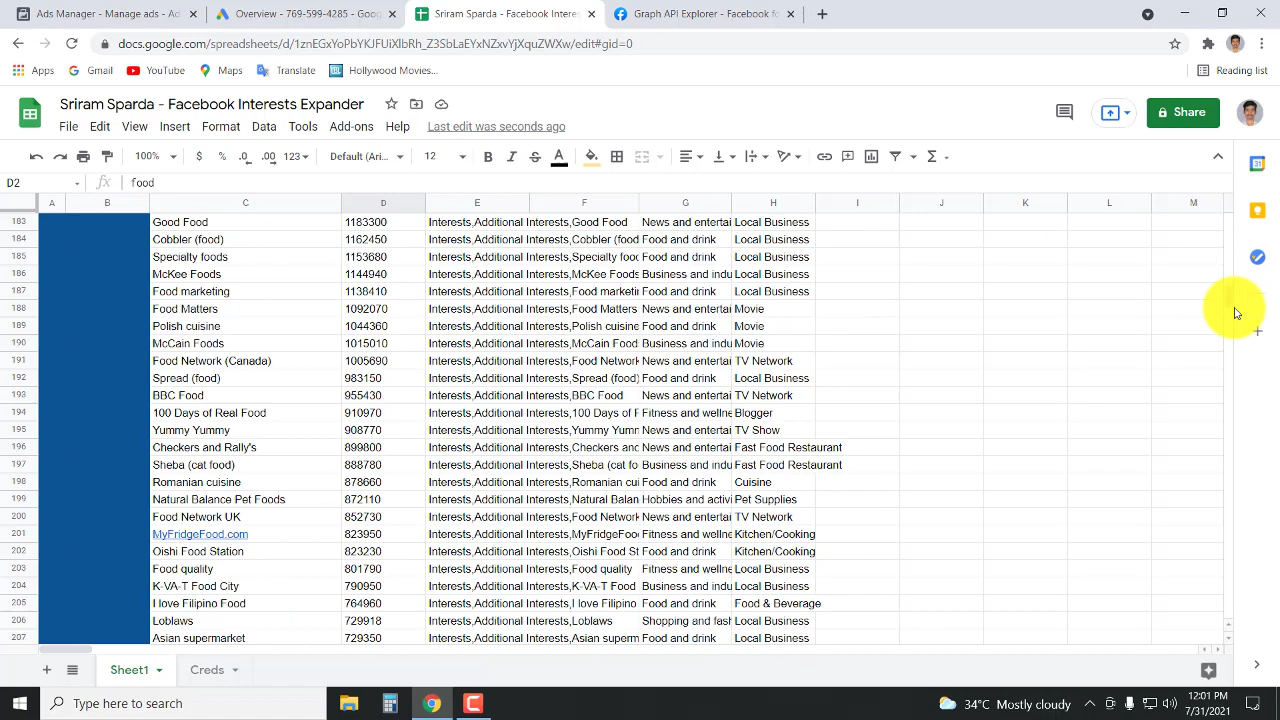 Ads Manager - Manage ads - Ad
Overview - 769-599-4285 - Goog
Sriram Sparda - Facebook Interes
Graph API Explorer - Facebook fo
docs.google.com/spreadsheets/d/1znEGxYoPbYKJFUiXlbRh_Z3SbLaEYxNZxvYjXquZWXw/edit#gid=0
Apps Gmail YouTube Maps Translate Hollywood Movies... Reading list
Sriram Sparda - Facebook Interests Expander
Share
File Edit View Insert Format Data Tools Add-ons Help Last edit was seconds ago
100% $ % .0 .00 123 Default (Ari... 12 B I S A
D2 fx food
A B C D E F G H I J K L M
183 Good Food 1183300 Interests,Additional Interests,Good Food News and entertai Local Business
184 Cobbler (food) 1162450 Interests,Additional Interests,Cobbler (food Food and drink Local Business
185 Specialty foods 1153680 Interests,Additional Interests,Specialty food Food and drink Local Business
186 McKee Foods 1144940 Interests,Additional Interests,McKee Foods Business and indu Local Business
187 Food marketing 1138410 Interests,Additional Interests,Food marketi Food and drink Local Business
188 Food Matters 1092070 Interests,Additional Interests,Food Matters News and entertai Movie
189 Polish cuisine 1044360 Interests,Additional Interests,Polish cuisine Food and drink Movie
190 McCain Foods 1015010 Interests,Additional Interests,McCain Food Business and indu Movie
191 Food Network (Canada) 1005690 Interests,Additional Interests,Food Network News and entertai TV Network
192 Spread (food) 983150 Interests,Additional Interests,Spread (food) Food and drink Local Business
193 BBC Food 955430 Interests,Additional Interests,BBC Food News and entertai TV Network
194 100 Days of Real Food 910970 Interests,Additional Interests,100 Days of F Fitness and wellne Blogger
195 Yummy Yummy 908770 Interests,Additional Interests,Yummy Yumn News and entertai TV Show
196 Checkers and Rally's 899800 Interests,Additional Interests,Checkers and News and entertai Fast Food Restaurant
197 Sheba (cat food) 888780 Interests,Additional Interests,Sheba (cat fo Business and indu Fast Food Restaurant
198 Romanian cuisine 878660 Interests,Additional Interests,Romanian cui Food and drink Cuisine
199 Natural Balance Pet Foods 872110 Interests,Additional Interests,Natural Balan Hobbies and activi Pet Supplies
200 Food Network UK 852730 Interests,Additional Interests,Food Network News and entertai TV Network
201 MyFridgeFood.com 823950 Interests,Additional Interests,MyFridgeFoo Fitness and wellne Kitchen/Cooking
202 Oishi Food Station 823230 Interests,Additional Interests,Oishi Food St Food and drink Kitchen/Cooking
203 Food quality 801790 Interests,Additional Interests,Food quality Fitness and wellne Local Business
204 K-VA-T Food City 790950 Interests,Additional Interests,K-VA-T Food Business and indu Local Business
205 I love Filipino Food 764960 Interests,Additional Interests,I love Filipino Food and drink Food & Beverage
206 Loblaws 729918 Interests,Additional Interests,Loblaws Shopping and fash Local Business
207 Asian supermarket 729350 Interests,Additional Interests,Asian superm Food and drink Local Business
Sheet1 Creds
Type here to search
34°C Mostly cloudy
12:01 PM
7/31/2021